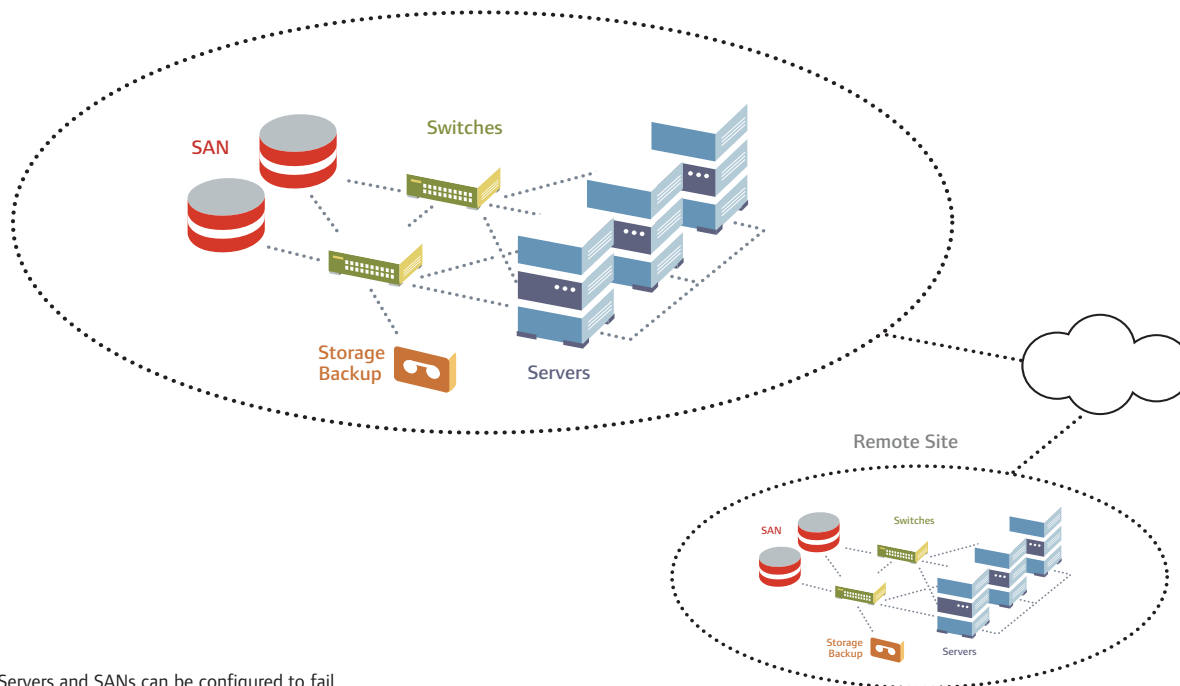 Switches
SAN
Storage
Backup
Servers
Remote Site
Switches
SAN
Storage
Backup
Servers
Servers and SANs can be configured to fail